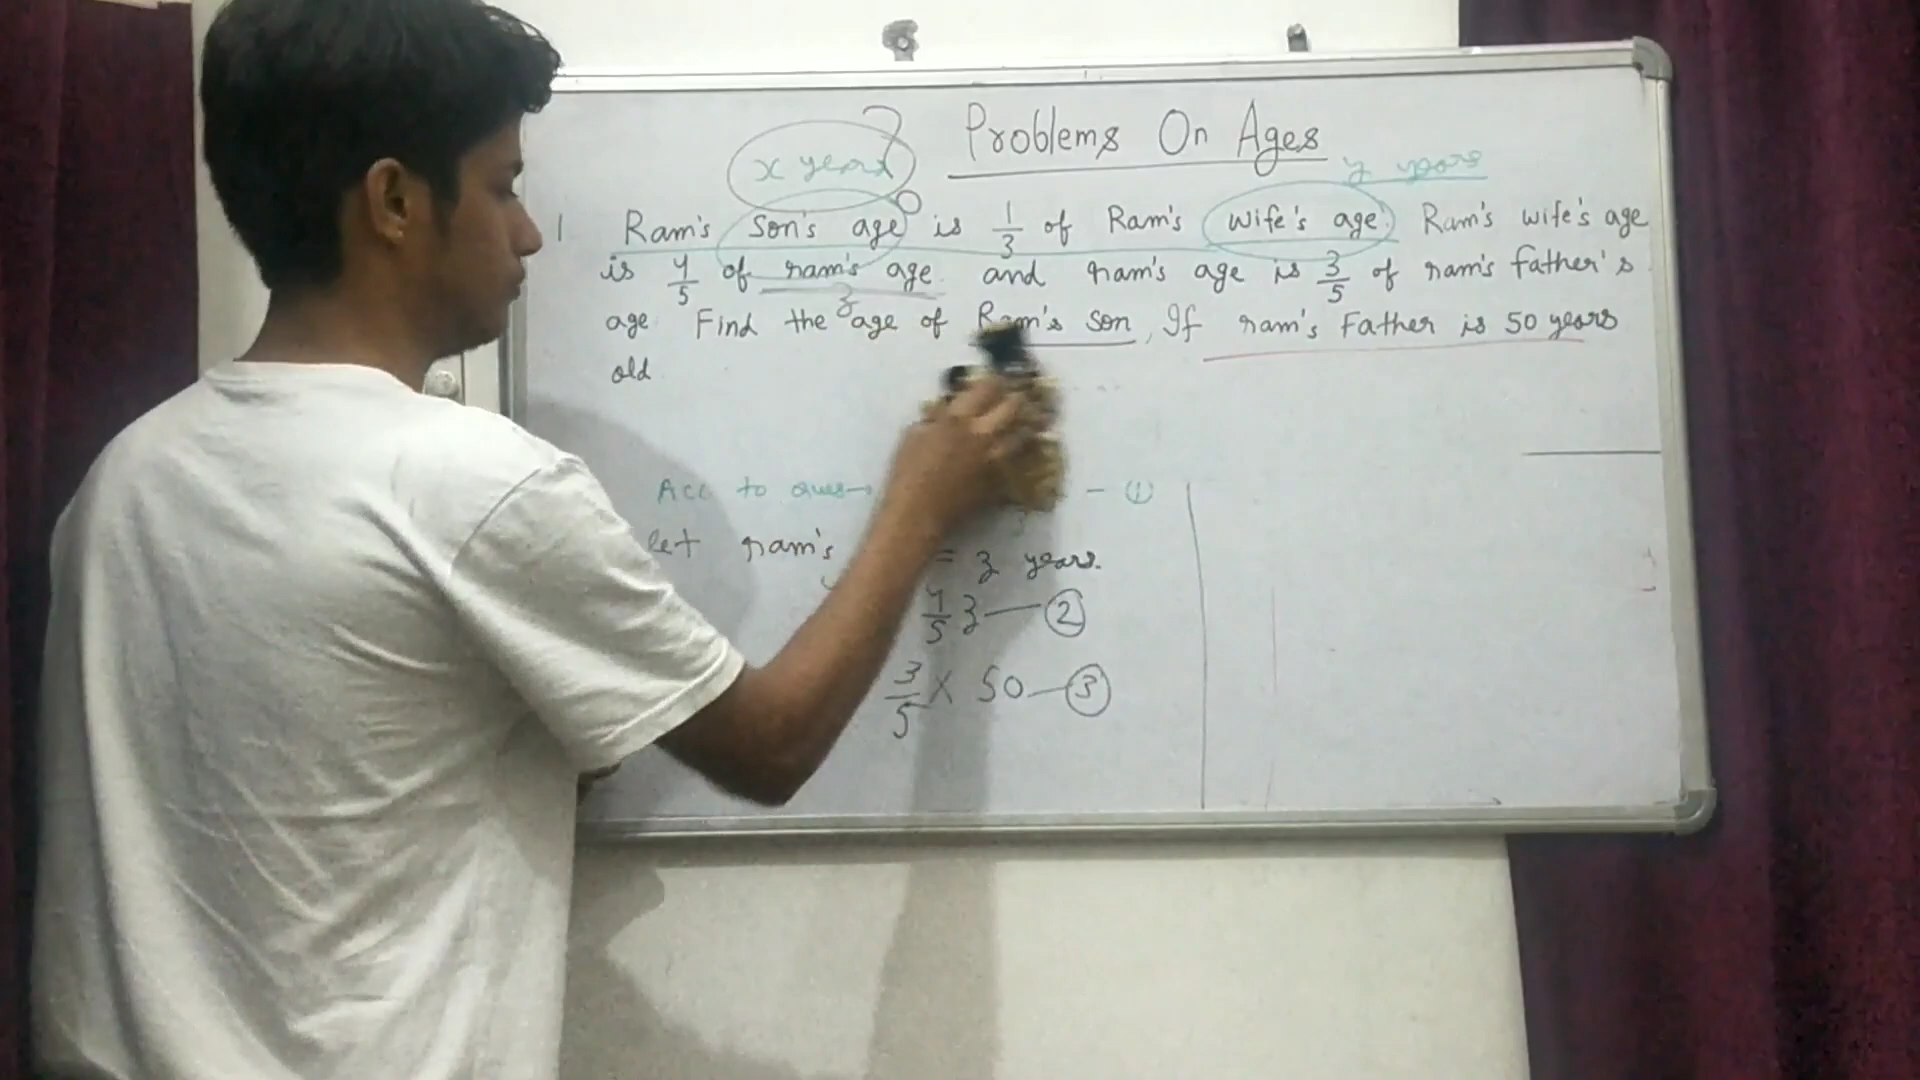 x years ?
Problems On Ages
y years
1 Ram's Son's age is 1/3 of Ram's wife's age. Ram's wife's age
is 4/5 of ram's age. and ram's age is 3/5 of ram's father's
z
age Find the age of Ram's son, If ram's Father is 50 years
old
Acc to ques→ - (1)
let ram's = z years.
4/5 z — (2)
3/5 X 50 — (3)